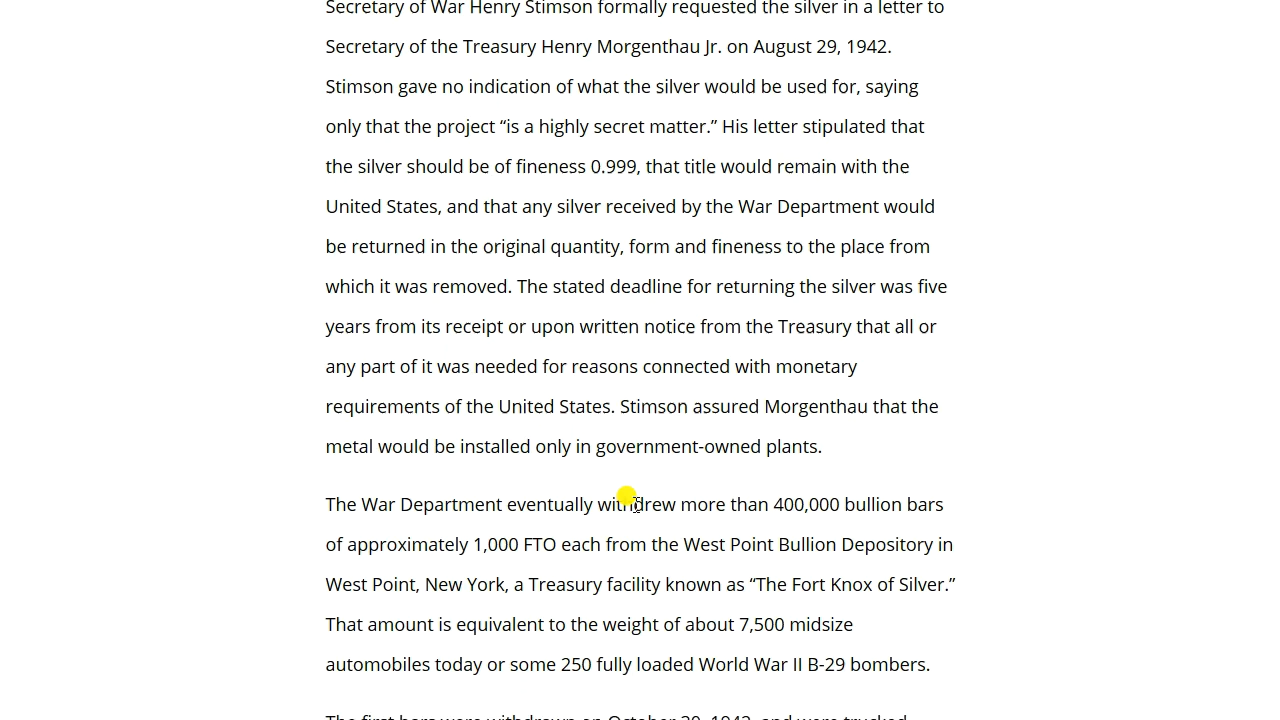 Secretary of War Henry Stimson formally requested the silver in a letter to
Secretary of the Treasury Henry Morgenthau Jr. on August 29, 1942.
Stimson gave no indication of what the silver would be used for, saying
only that the project “is a highly secret matter.” His letter stipulated that
the silver should be of fineness 0.999, that title would remain with the
United States, and that any silver received by the War Department would
be returned in the original quantity, form and fineness to the place from
which it was removed. The stated deadline for returning the silver was five
years from its receipt or upon written notice from the Treasury that all or
any part of it was needed for reasons connected with monetary
requirements of the United States. Stimson assured Morgenthau that the
metal would be installed only in government-owned plants.
The War Department eventually withdrew more than 400,000 bullion bars
of approximately 1,000 FTO each from the West Point Bullion Depository in
West Point, New York, a Treasury facility known as “The Fort Knox of Silver.”
That amount is equivalent to the weight of about 7,500 midsize
automobiles today or some 250 fully loaded World War II B-29 bombers.
The first bars were withdrawn on October 30, 1942, and were trucked